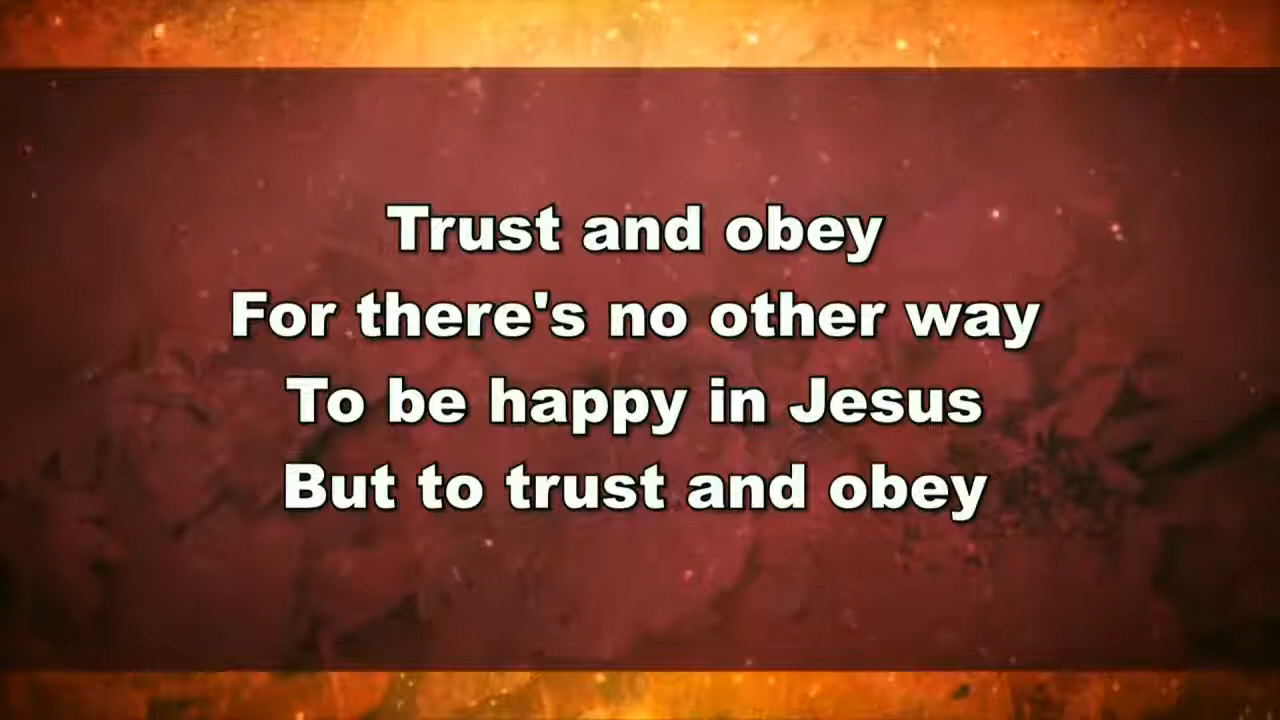 Trust and obey
For there's no other way
To be happy in Jesus
But to trust and obey